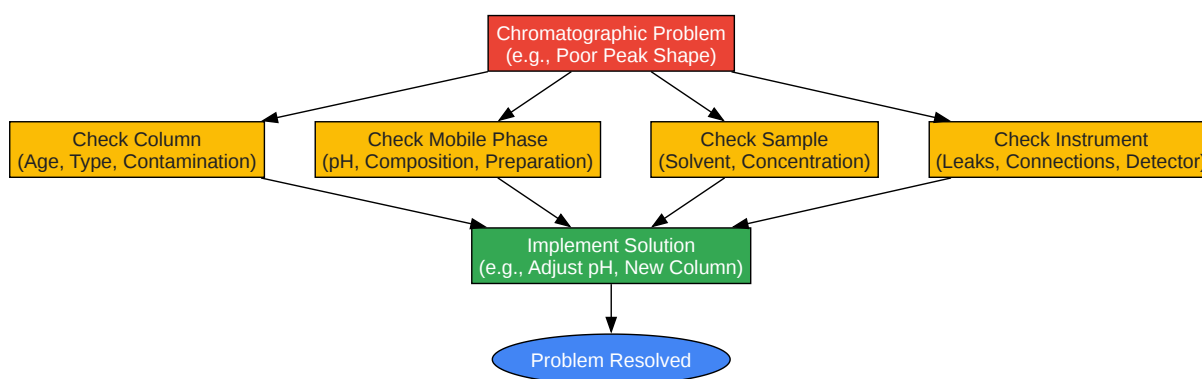 Chromatographic Problem
(e.g., Poor Peak Shape)
Check Column
(Age, Type, Contamination)
Check Mobile Phase
(pH, Composition, Preparation)
Check Sample
(Solvent, Concentration)
Check Instrument
(Leaks, Connections, Detector)
Implement Solution
(e.g., Adjust pH, New Column)
Problem Resolved